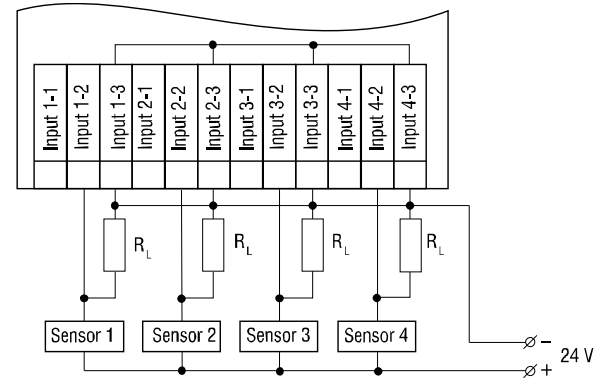 Input 1-1
Input 1-2
Input 1-3
Input 2-1
Input 2-2
Input 2-3
Input 3-1
Input 3-2
Input 3-3
Input 4-1
Input 4-2
Input 4-3
RL
RL
RL
RL
Sensor 1
Sensor 2
Sensor 3
Sensor 4
−
24 V
+